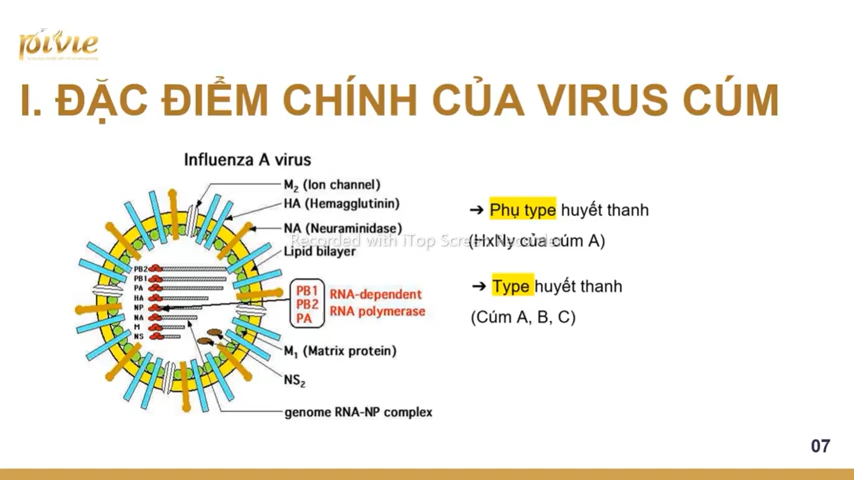 pivie
I. ĐẶC ĐIỂM CHÍNH CỦA VIRUS CÚM
Influenza A virus
M2 (Ion channel)
HA (Hemagglutinin)
NA (Neuraminidase)
Lipid bilayer
PB2
PB1
PA
HA
NP
NA
M
NS
PB1
PB2
PA
RNA-dependent
RNA polymerase
M1 (Matrix protein)
NS2
genome RNA-NP complex
➔ Phụ type huyết thanh
(HxNy của cúm A)
➔ Type huyết thanh
(Cúm A, B, C)
Recorded with iTop Screen Recorder
07